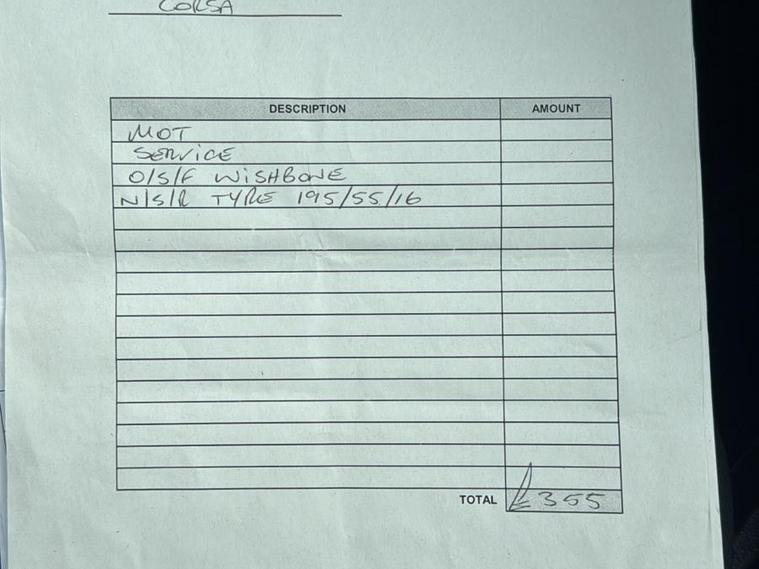 CORSA
DESCRIPTION AMOUNT
MOT
SERVICE
O/S/F WISHBONE
N/S/R TYRE 195/55/16
TOTAL £355